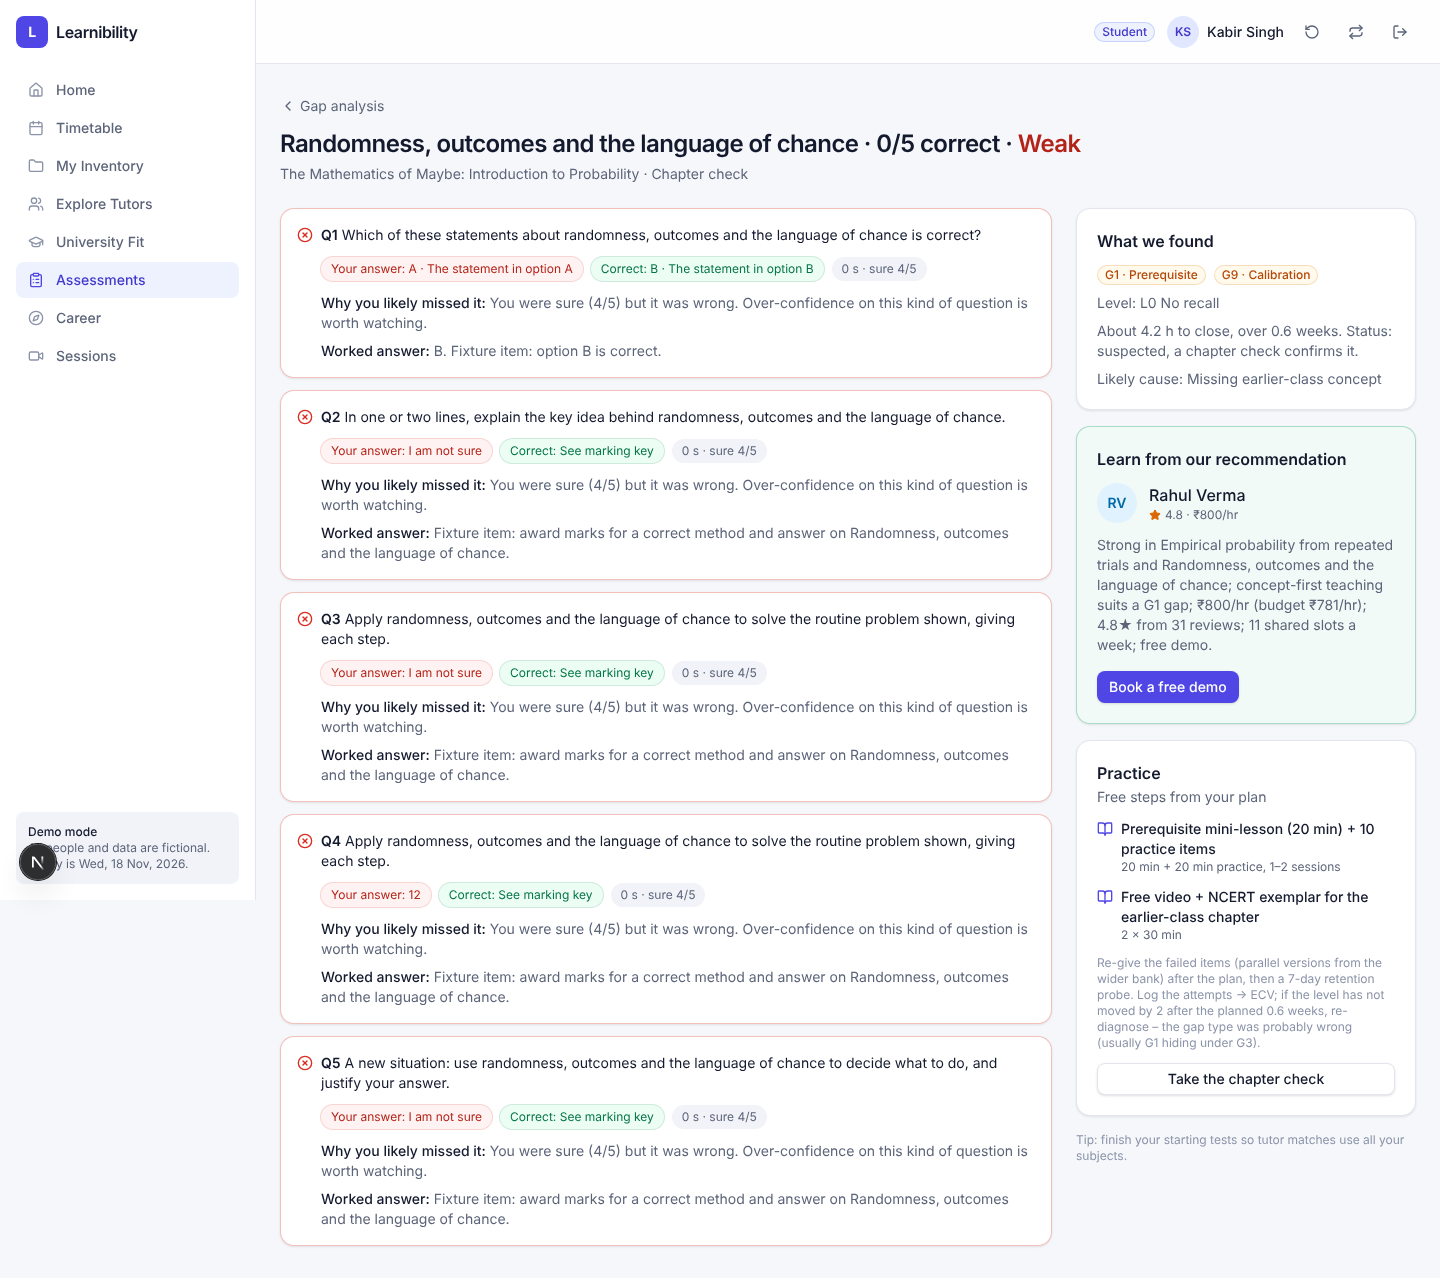 L Learnibility
Home
Timetable
My Inventory
Explore Tutors
University Fit
Assessments
Career
Sessions
Demo mode
people and data are fictional.
is Wed, 18 Nov, 2026.
N
Student KS Kabir Singh
Gap analysis
Randomness, outcomes and the language of chance · 0/5 correct · Weak
The Mathematics of Maybe: Introduction to Probability · Chapter check
Q1 Which of these statements about randomness, outcomes and the language of chance is correct?
Your answer: A · The statement in option A Correct: B · The statement in option B 0 s · sure 4/5
Why you likely missed it: You were sure (4/5) but it was wrong. Over-confidence on this kind of question is
worth watching.
Worked answer: B. Fixture item: option B is correct.
Q2 In one or two lines, explain the key idea behind randomness, outcomes and the language of chance.
Your answer: I am not sure Correct: See marking key 0 s · sure 4/5
Why you likely missed it: You were sure (4/5) but it was wrong. Over-confidence on this kind of question is
worth watching.
Worked answer: Fixture item: award marks for a correct method and answer on Randomness, outcomes
and the language of chance.
Q3 Apply randomness, outcomes and the language of chance to solve the routine problem shown, giving
each step.
Your answer: I am not sure Correct: See marking key 0 s · sure 4/5
Why you likely missed it: You were sure (4/5) but it was wrong. Over-confidence on this kind of question is
worth watching.
Worked answer: Fixture item: award marks for a correct method and answer on Randomness, outcomes
and the language of chance.
Q4 Apply randomness, outcomes and the language of chance to solve the routine problem shown, giving
each step.
Your answer: 12 Correct: See marking key 0 s · sure 4/5
Why you likely missed it: You were sure (4/5) but it was wrong. Over-confidence on this kind of question is
worth watching.
Worked answer: Fixture item: award marks for a correct method and answer on Randomness, outcomes
and the language of chance.
Q5 A new situation: use randomness, outcomes and the language of chance to decide what to do, and
justify your answer.
Your answer: I am not sure Correct: See marking key 0 s · sure 4/5
Why you likely missed it: You were sure (4/5) but it was wrong. Over-confidence on this kind of question is
worth watching.
Worked answer: Fixture item: award marks for a correct method and answer on Randomness, outcomes
and the language of chance.
What we found
G1 · Prerequisite G9 · Calibration
Level: L0 No recall
About 4.2 h to close, over 0.6 weeks. Status:
suspected, a chapter check confirms it.
Likely cause: Missing earlier-class concept
Learn from our recommendation
RV Rahul Verma
4.8 · ₹800/hr
Strong in Empirical probability from repeated
trials and Randomness, outcomes and the
language of chance; concept-first teaching
suits a G1 gap; ₹800/hr (budget ₹781/hr);
4.8★ from 31 reviews; 11 shared slots a
week; free demo.
Book a free demo
Practice
Free steps from your plan
Prerequisite mini-lesson (20 min) + 10
practice items
20 min + 20 min practice, 1–2 sessions
Free video + NCERT exemplar for the
earlier-class chapter
2 × 30 min
Re-give the failed items (parallel versions from the
wider bank) after the plan, then a 7-day retention
probe. Log the attempts → ECV; if the level has not
moved by 2 after the planned 0.6 weeks, re-
diagnose – the gap type was probably wrong
(usually G1 hiding under G3).
Take the chapter check
Tip: finish your starting tests so tutor matches use all your
subjects.